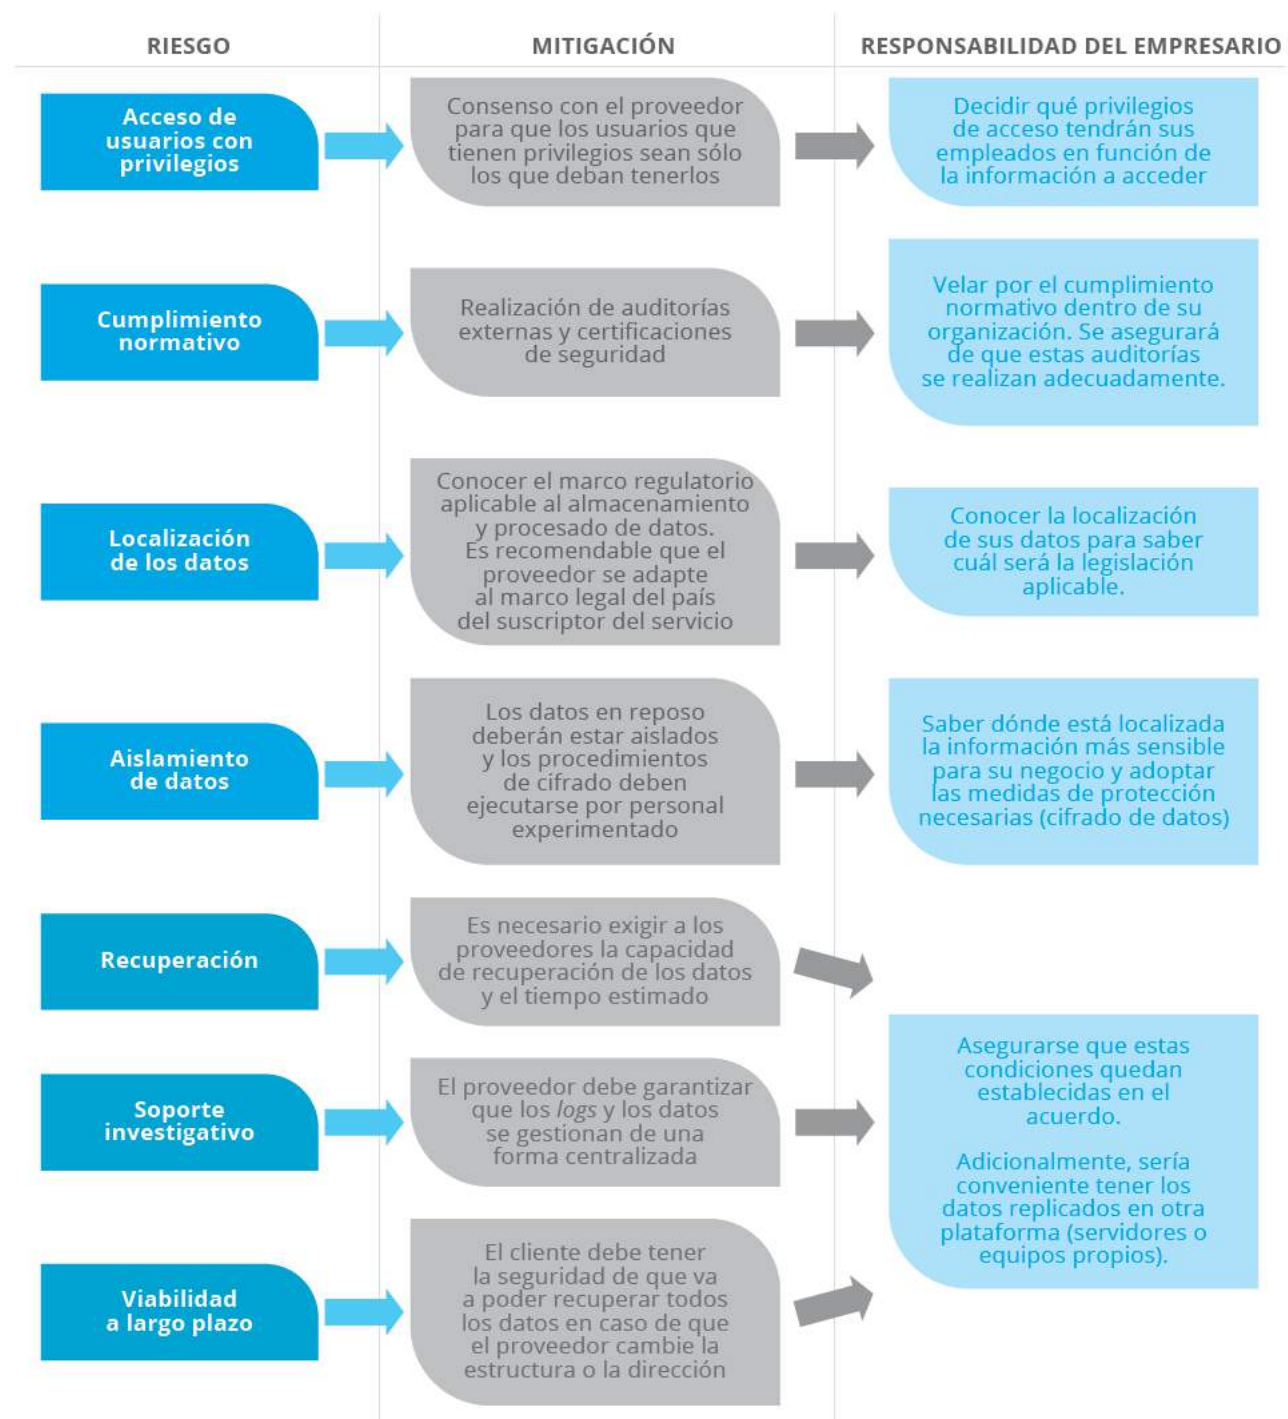 RIESGO
MITIGACIÓN
RESPONSABILIDAD DEL EMPRESARIO
Acceso de
usuarios con
privilegios
Consenso con el proveedor
para que los usuarios que
tienen privilegios sean sólo
los que deban tenerlos
Decidir qué privilegios
de acceso tendrán sus
empleados en función de
la información a acceder
Cumplimiento
normativo
Realización de auditorías
externas y certificaciones
de seguridad
Velar por el cumplimiento
normativo dentro de su
organización. Se asegurará
de que estas auditorías
se realizan adecuadamente.
Localización
de los datos
Conocer el marco regulatorio
aplicable al almacenamiento
y procesado de datos.
Es recomendable que el
proveedor se adapte
al marco legal del país
del suscriptor del servicio
Conocer la localización
de sus datos para saber
cuál será la legislación
aplicable.
Aislamiento
de datos
Los datos en reposo
deberán estar aislados
y los procedimientos
de cifrado deben
ejecutarse por personal
experimentado
Saber dónde está localizada
la información más sensible
para su negocio y adoptar
las medidas de protección
necesarias (cifrado de datos)
Recuperación
Es necesario exigir a los
proveedores la capacidad
de recuperación de los datos
y el tiempo estimado
Soporte
investigativo
El proveedor debe garantizar
que los logs y los datos
se gestionan de una
forma centralizada
Asegurarse que estas
condiciones quedan
establecidas en el
acuerdo.
Adicionalmente, sería
conveniente tener los
datos replicados en otra
plataforma (servidores o
equipos propios).
Viabilidad
a largo plazo
El cliente debe tener
la seguridad de que va
a poder recuperar todos
los datos en caso de que
el proveedor cambie la
estructura o la dirección